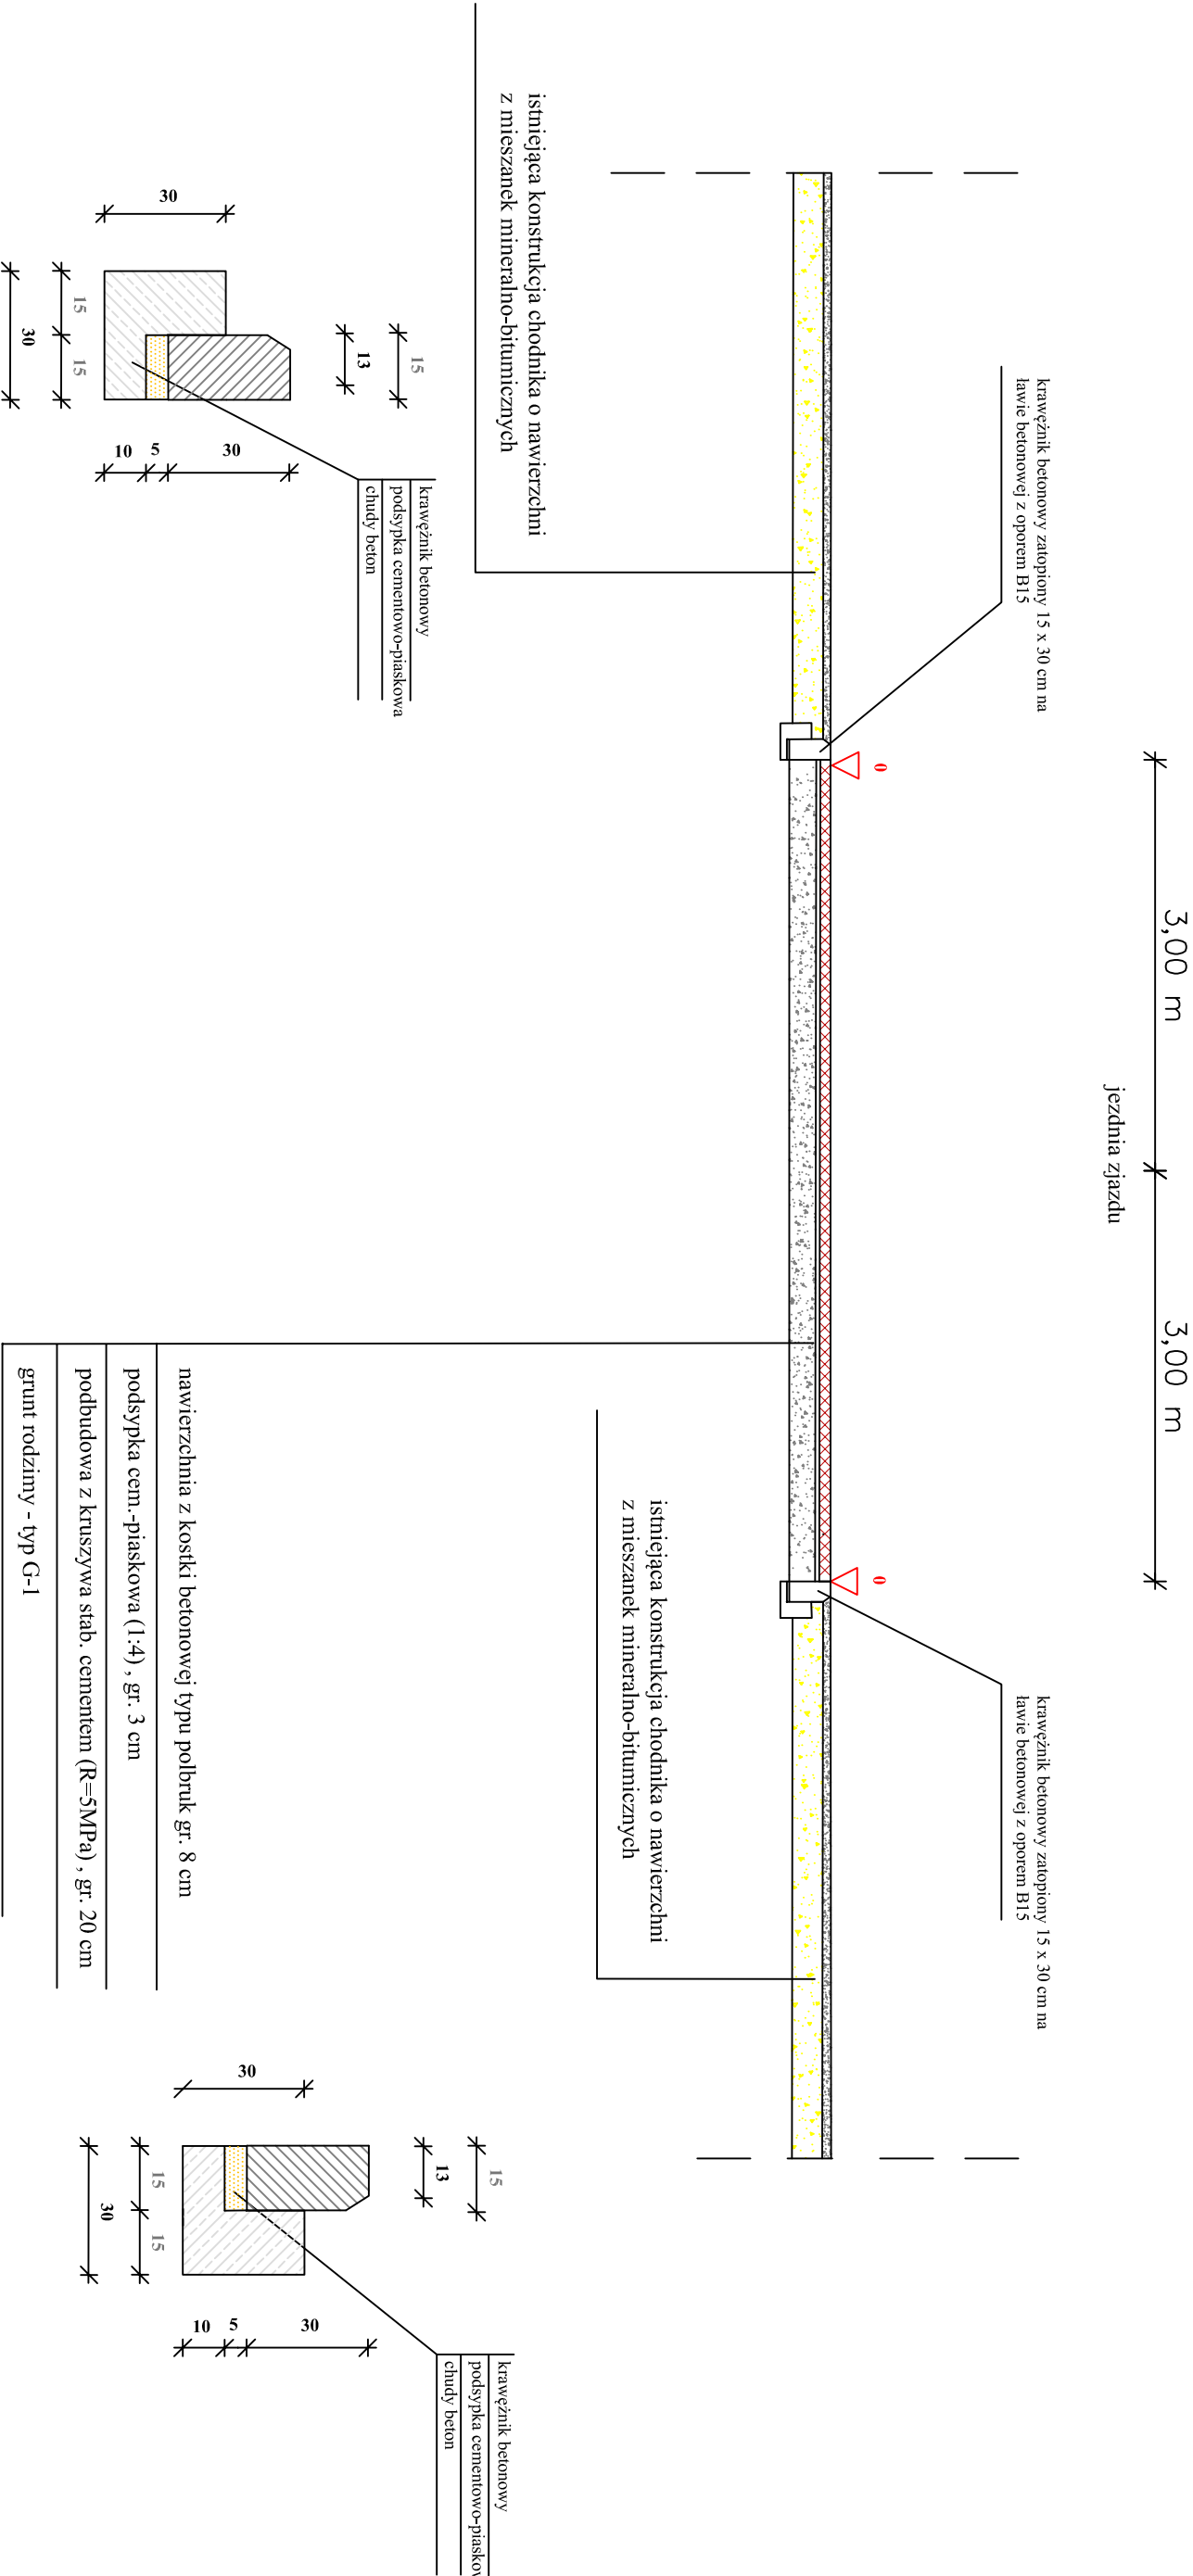 3,00 m
3,00 m
jezdnia zjazdu
krawężnik betonowy zatopiony 15 x 30 cm na
ławie betonowej z oporem B15
krawężnik betonowy zatopiony 15 x 30 cm na
ławie betonowej z oporem B15
0
0
istniejąca konstrukcja chodnika o nawierzchni
z mieszanek mineralno-bitumicznych
istniejąca konstrukcja chodnika o nawierzchni
z mieszanek mineralno-bitumicznych
15
13
30
30
5
10
15
15
30
krawężnik betonowy
podsypka cementowo-piaskowa
chudy beton
nawierzchnia z kostki betonowej typu polbruk gr. 8 cm
podsypka cem.-piaskowa (1:4) , gr. 3 cm
podbudowa z kruszywa stab. cementem (R=5MPa) , gr. 20 cm
grunt rodzimy - typ G-1
15
13
30
30
5
10
15
15
30
krawężnik betonowy
podsypka cementowo-piaskow
chudy beton